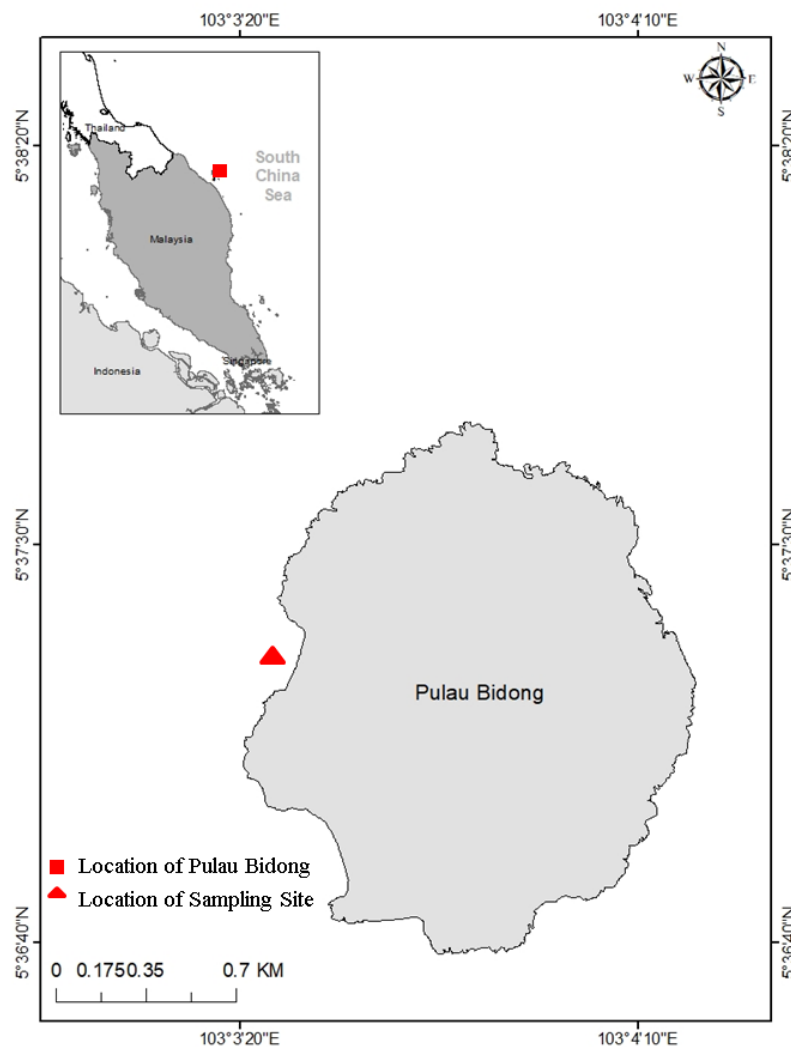 103°3'20"E
103°4'10"E
N
W
E
S
5°38'20"N
5°38'20"N
Thailand
South
China
Sea
Malaysia
Singapore
Indonesia
5°37'30"N
5°37'30"N
Pulau Bidong
Location of Pulau Bidong
Location of Sampling Site
5°36'40"N
5°36'40"N
0 0.175 0.35 0.7 KM
103°3'20"E
103°4'10"E